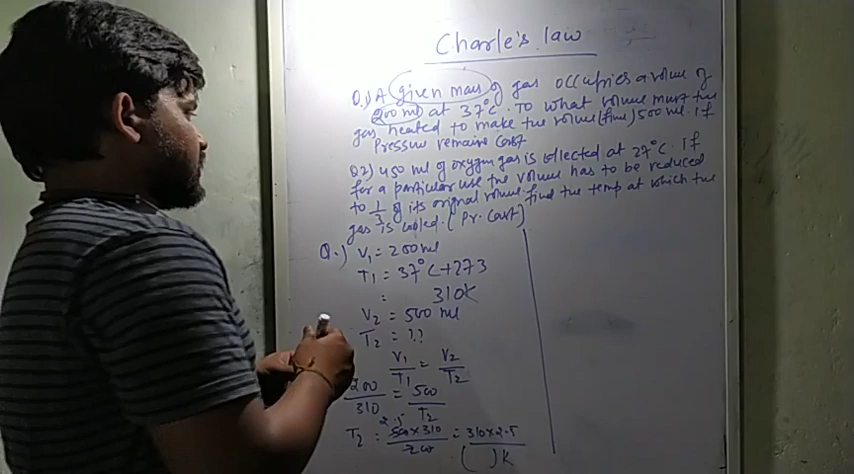 Charle's law
Q.1) A given mass of gas occupies a volume of
200 ml at 37°C. To what volume must the
gas heated to make the volume (final) 500 ml. if
Pressure remains Const
Q2) 450 ml of oxygen gas is collected at 27°C. If
for a particular use the volume has to be reduced
to 1/3 of its original volume. find the temp at which the
gas is cooled. (Pr. Const)
Q.1) V₁ = 200 ml
T₁ = 37°C + 273
: 310K
V₂ = 500 ml
T₂ = ??
V₁/T₁ = V₂/T₂
200/310 = 500/T₂
T₂ = 500×310/200 = 310×2.5
2.5
( )K